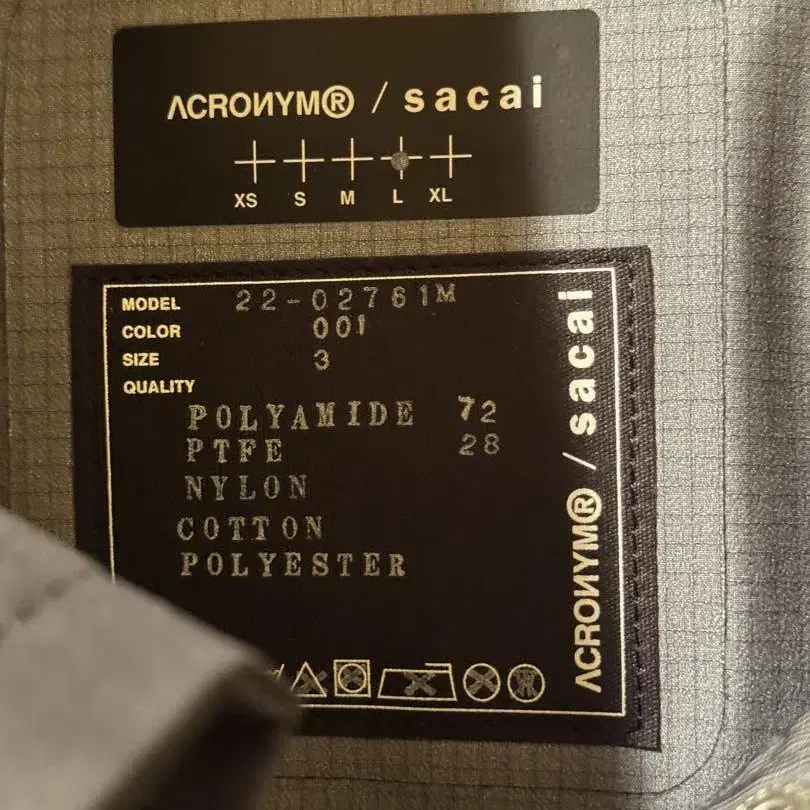 ACRONYM® / sacai
XS S M L XL
MODEL 22-02761M
COLOR 001
SIZE 3
QUALITY
POLYAMIDE 72
PTFE 28
NYLON
COTTON
POLYESTER
ACRONYM® / sacai